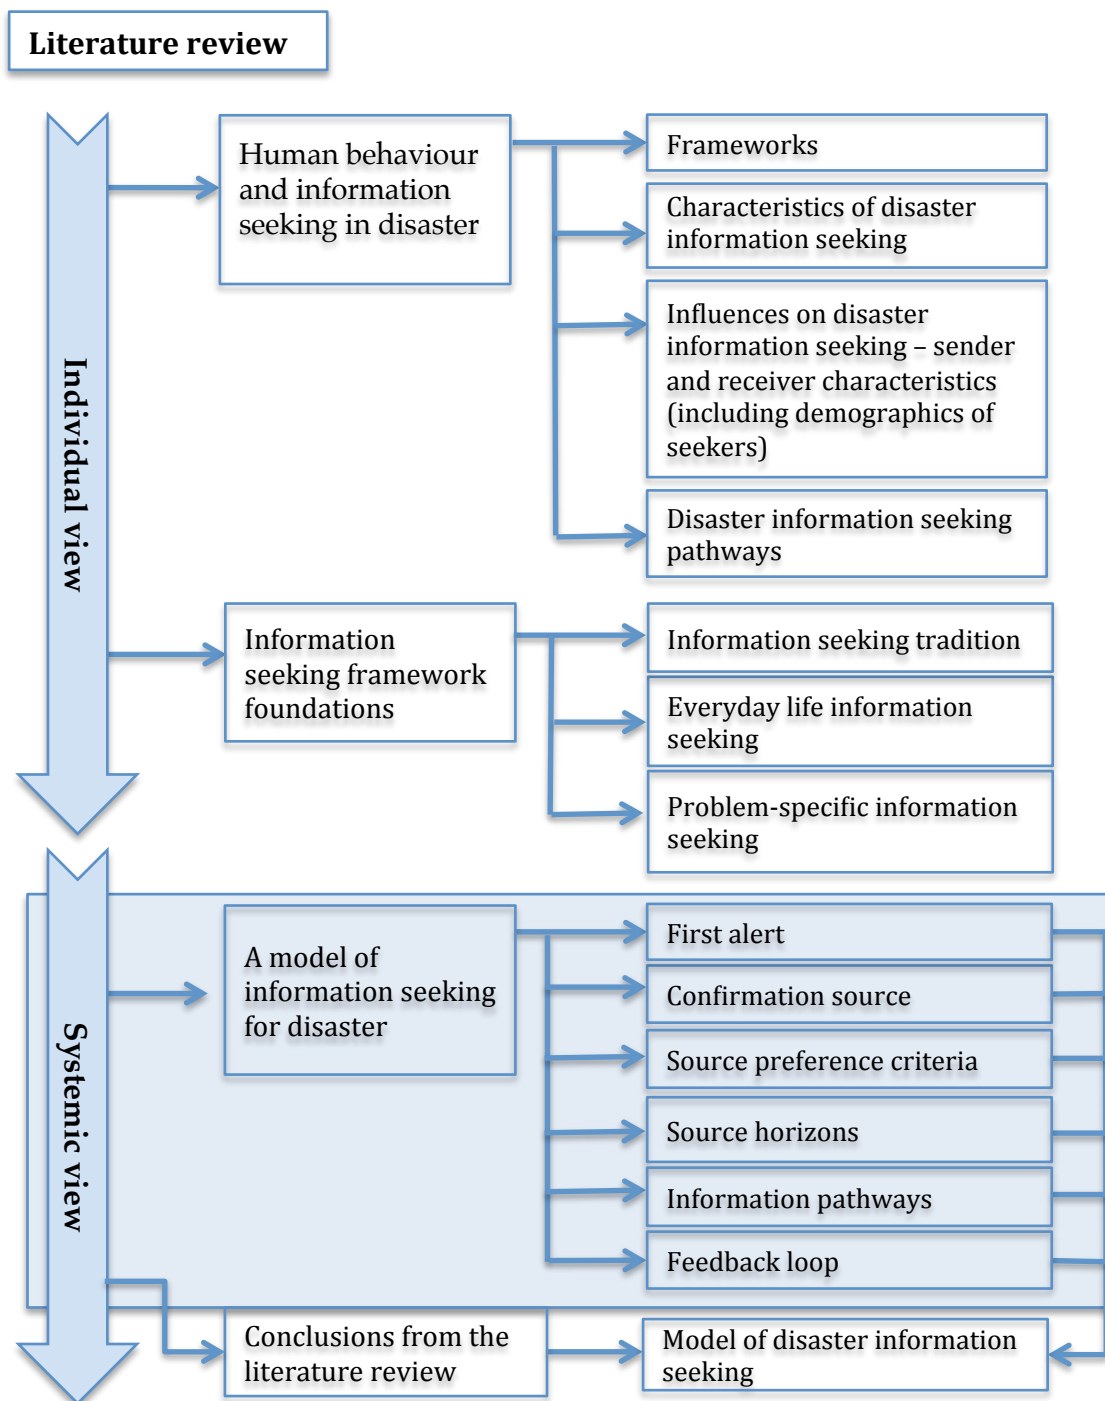 Literature review
Individual view
Human behaviour
and information
seeking in disaster
Frameworks
Characteristics of disaster
information seeking
Influences on disaster
information seeking – sender
and receiver characteristics
(including demographics of
seekers)
Disaster information seeking
pathways
Information
seeking framework
foundations
Information seeking tradition
Everyday life information
seeking
Problem-specific information
seeking
Systemic view
A model of
information seeking
for disaster
First alert
Confirmation source
Source preference criteria
Source horizons
Information pathways
Feedback loop
Conclusions from the
literature review
Model of disaster information
seeking